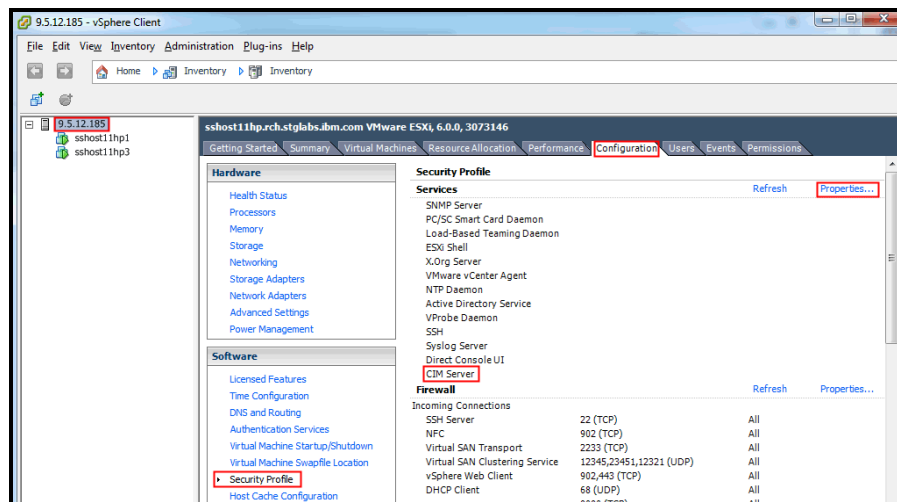 9.5.12.185 - vSphere Client
File Edit View Inventory Administration Plug-ins Help
Home Inventory Inventory
9.5.12.185
sshost11hp1
sshost11hp3
sshost11hp.rch.stglabs.ibm.com VMware ESXi, 6.0.0, 3073146
Getting Started Summary Virtual Machines Resource Allocation Performance Configuration Users Events Permissions
Hardware
Health Status
Processors
Memory
Storage
Networking
Storage Adapters
Network Adapters
Advanced Settings
Power Management
Software
Licensed Features
Time Configuration
DNS and Routing
Authentication Services
Virtual Machine Startup/Shutdown
Virtual Machine Swapfile Location
Security Profile
Host Cache Configuration
Security Profile
Services Refresh Properties...
SNMP Server
PC/SC Smart Card Daemon
Load-Based Teaming Daemon
ESXi Shell
X.Org Server
VMware vCenter Agent
NTP Daemon
Active Directory Service
VProbe Daemon
SSH
Syslog Server
Direct Console UI
CIM Server
Firewall Refresh Properties...
Incoming Connections
SSH Server 22 (TCP) All
NFC 902 (TCP) All
Virtual SAN Transport 2233 (TCP) All
Virtual SAN Clustering Service 12345,23451,12321 (UDP) All
vSphere Web Client 902,443 (TCP) All
DHCP Client 68 (UDP) All